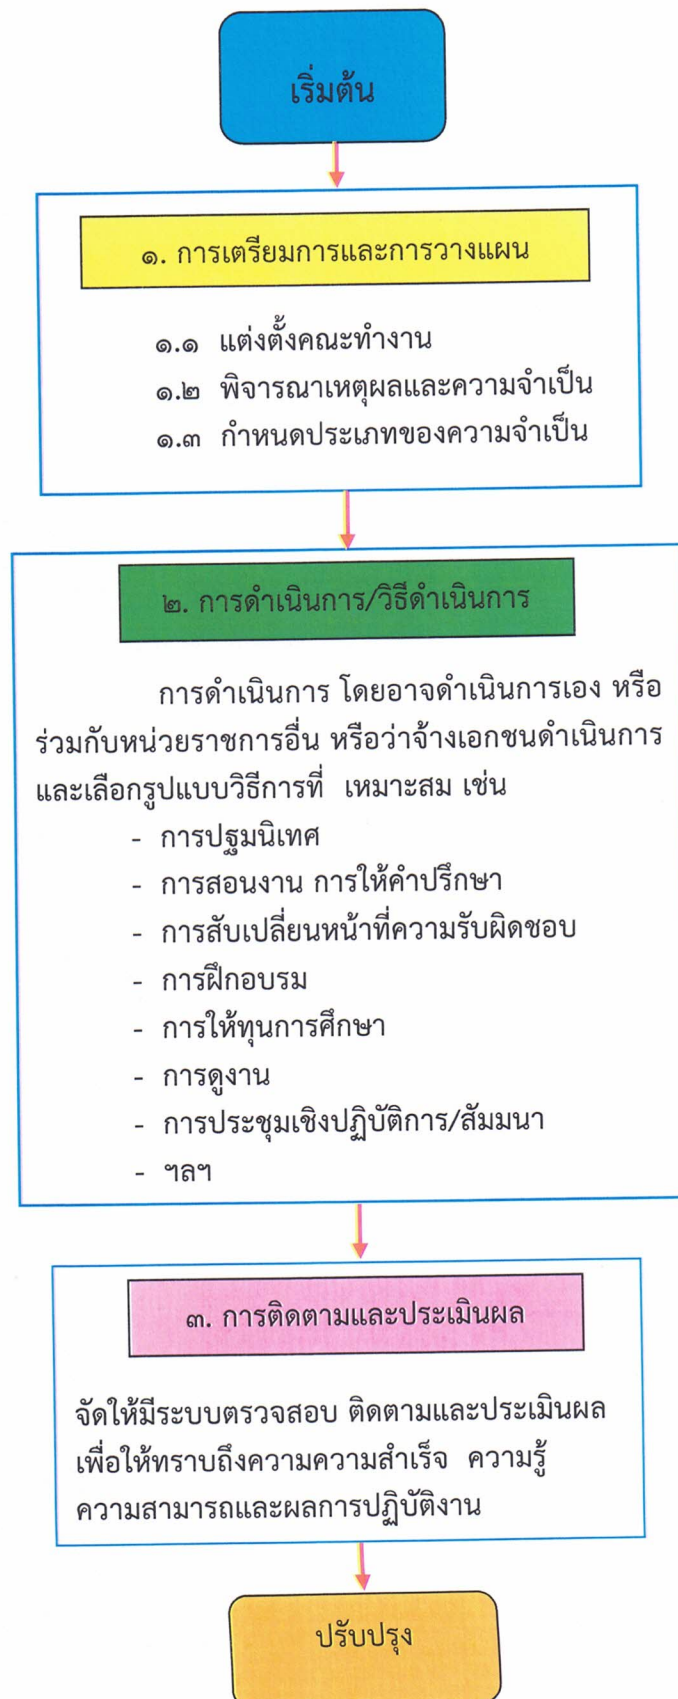 เริ่มต้น
๑. การเตรียมการและการวางแผน
๑.๑ แต่งตั้งคณะทำงาน
๑.๒ พิจารณาเหตุผลและความจำเป็น
๑.๓ กำหนดประเภทของความจำเป็น
๒. การดำเนินการ/วิธีดำเนินการ
การดำเนินการ โดยอาจดำเนินการเอง หรือ
ร่วมกับหน่วยราชการอื่น หรือว่าจ้างเอกชนดำเนินการ
และเลือกรูปแบบวิธีการที่ เหมาะสม เช่น
- การปฐมนิเทศ
- การสอนงาน การให้คำปรึกษา
- การสับเปลี่ยนหน้าที่ความรับผิดชอบ
- การฝึกอบรม
- การให้ทุนการศึกษา
- การดูงาน
- การประชุมเชิงปฏิบัติการ/สัมมนา
- ฯลฯ
๓. การติดตามและประเมินผล
จัดให้มีระบบตรวจสอบ ติดตามและประเมินผล
เพื่อให้ทราบถึงความความสำเร็จ ความรู้
ความสามารถและผลการปฏิบัติงาน
ปรับปรุง